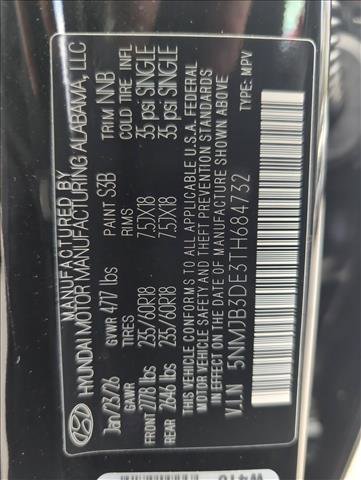 MANUFACTURED BY
HYUNDAI MOTOR MANUFACTURING ALABAMA, LLC
Jan/23/26 GVWR 4717 lbs PAINT S3B TRIM NNB
GAWR TIRES RIMS COLD TIRE INFL
FRONT 2778 lbs 235/60R18 7.5JX18 35 psi SINGLE
REAR 2646 lbs 235/60R18 7.5JX18 35 psi SINGLE
THIS VEHICLE CONFORMS TO ALL APPLICABLE U.S.A. FEDERAL
MOTOR VEHICLE SAFETY AND THEFT PREVENTION STANDARDS
IN EFFECT ON THE DATE OF MANUFACTURE SHOWN ABOVE.
V.I.N 5NMJB3DE3TH684732 TYPE: MPV